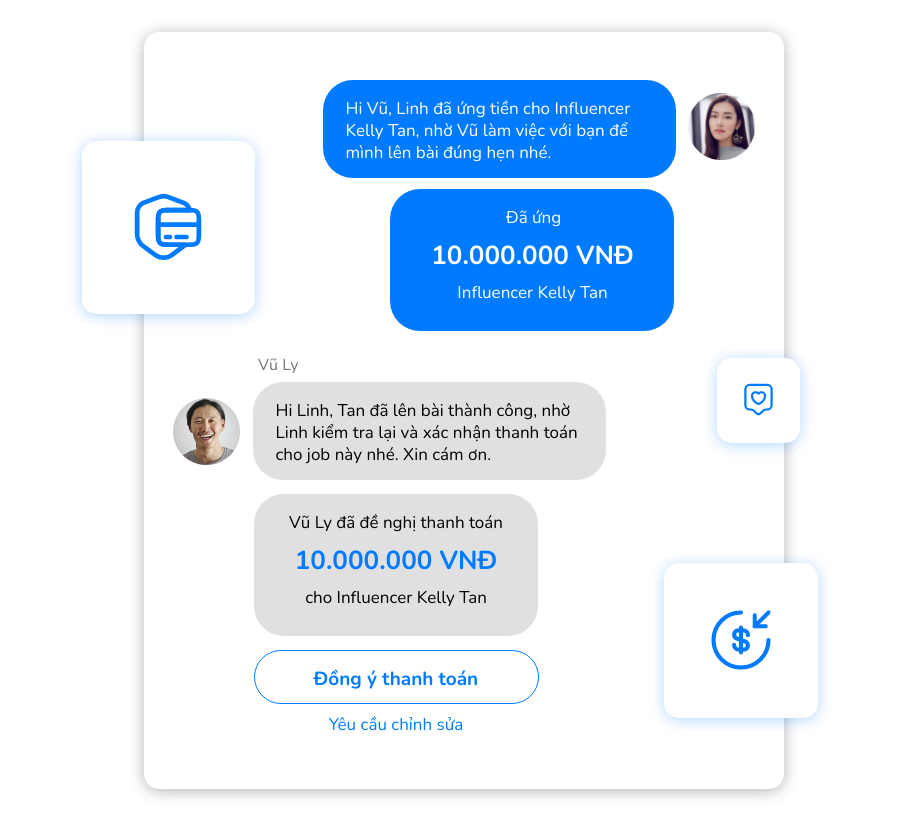 Hi Vũ, Linh đã ứng tiền cho Influencer
Kelly Tan, nhờ Vũ làm việc với bạn để
mình lên bài đúng hẹn nhé.
Đã ứng
10.000.000 VNĐ
Influencer Kelly Tan
Vũ Ly
Hi Linh, Tan đã lên bài thành công, nhờ
Linh kiểm tra lại và xác nhận thanh toán
cho job này nhé. Xin cám ơn.
Vũ Ly đã đề nghị thanh toán
10.000.000 VNĐ
cho Influencer Kelly Tan
Đồng ý thanh toán
Yêu cầu chỉnh sửa